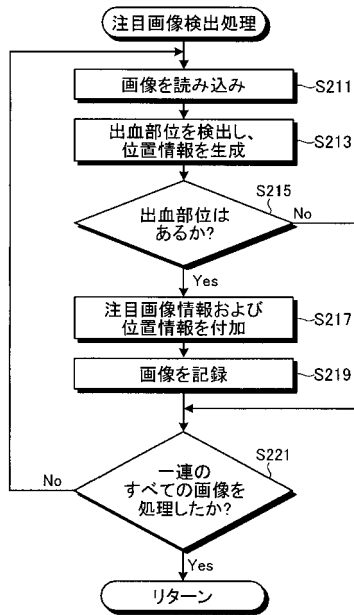 注目画像検出処理
画像を読み込み
S211
出血部位を検出し、
位置情報を生成
S213
S215
出血部位は
あるか?
No
Yes
注目画像情報および
位置情報を付加
S217
画像を記録
S219
S221
一連の
すべての画像を
処理したか?
No
Yes
リターン